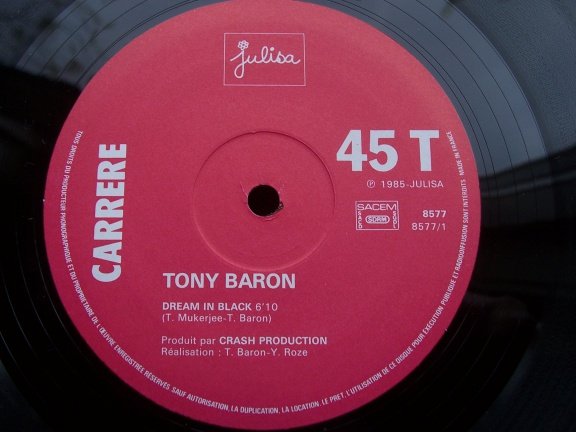 julisa
CARRERE
45 T
℗ 1985-JULISA
SACEM
SACD
SDRM
SGDL
8577
8577/1
TONY BARON
DREAM IN BLACK 6'10
(T. Mukerjee-T. Baron)
Produit par CRASH PRODUCTION
Réalisation : T. Baron-Y. Roze
TOUS DROITS DU PRODUCTEUR PHONOGRAPHIQUE ET DU PROPRIETAIRE DE L'ŒUVRE ENREGISTREE RESERVES. SAUF AUTORISATION, LA DUPLICATION, LA LOCATION, LE PRET, L'UTILISATION DE CE DISQUE POUR EXECUTION PUBLIQUE ET RADIODIFFUSION SONT INTERDITS. MADE IN FRANCE.